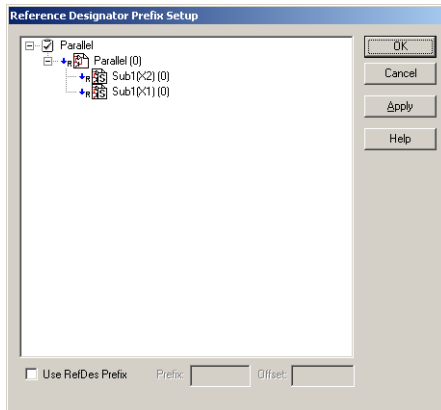 Reference Designator Prefix Setup
Parallel
Parallel (0)
Sub1(X2) (0)
Sub1(X1) (0)
OK
Cancel
Apply
Help
Use RefDes Prefix Prefix: Offset: